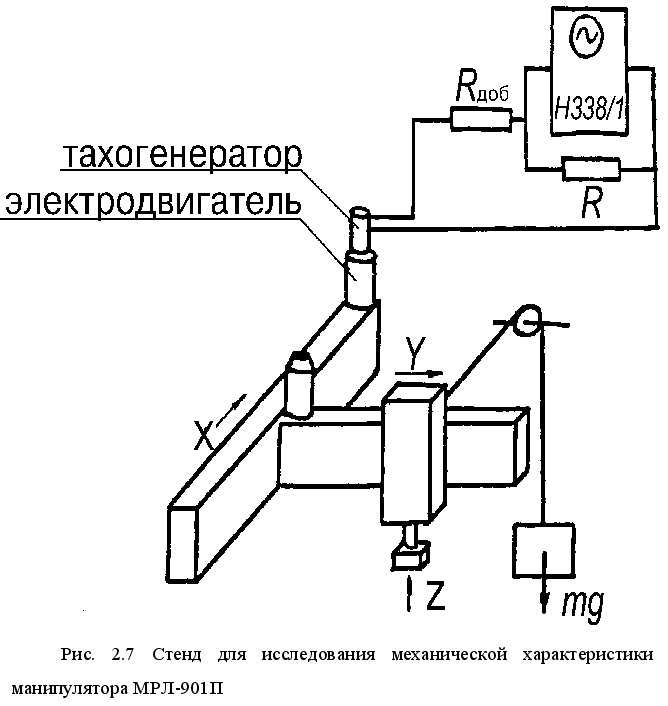 Rдоб
Н338/1
R
тахогенератор
электродвигатель
Y
X
Z
mg
Рис. 2.7 Стенд для исследования механической характеристики
манипулятора МРЛ-901П